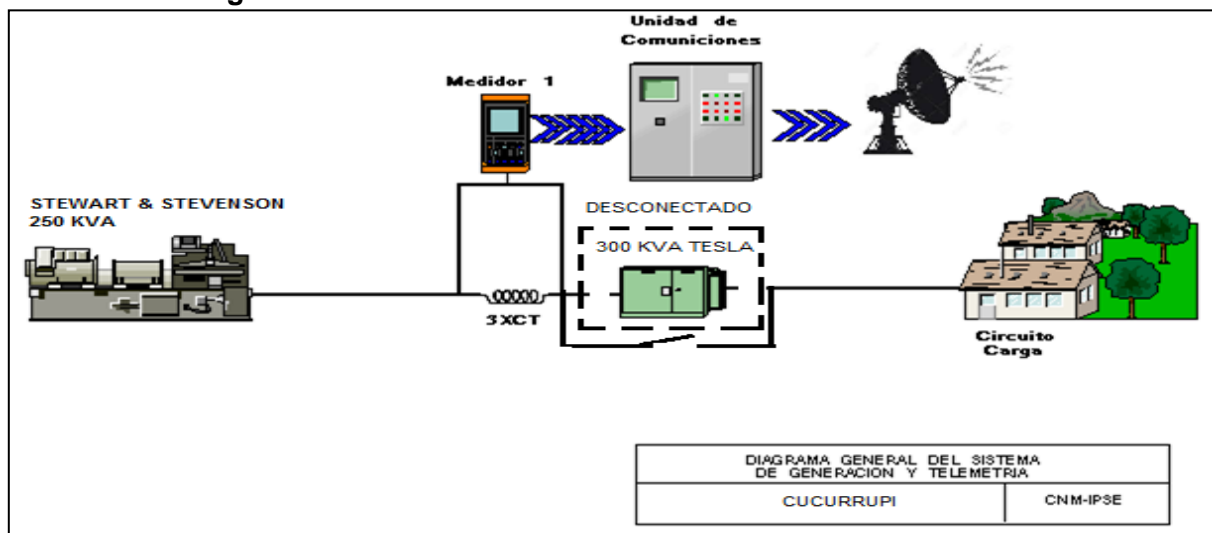 Unidad de
Comuniciones
Medidor 1
STEWART & STEVENSON
250 KVA
DESCONECTADO
300 KVA TESLA
3XCT
Circuito
Carga
DIAGRAMA GENERAL DEL SISTEMA
DE GENERACION Y TELEMETRIA
CUCURRUPI
CNM-IPSE